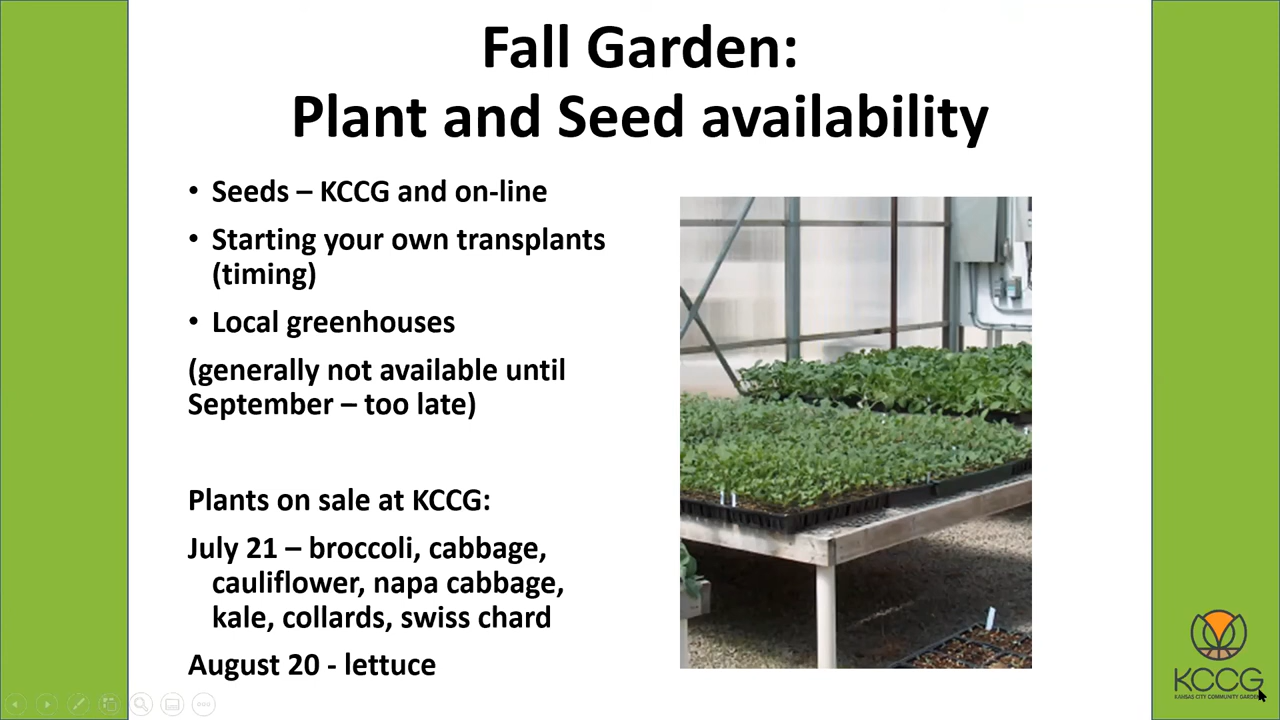 Fall Garden:
Plant and Seed availability
• Seeds – KCCG and on-line
• Starting your own transplants
(timing)
• Local greenhouses
(generally not available until
September – too late)
Plants on sale at KCCG:
July 21 – broccoli, cabbage,
cauliflower, napa cabbage,
kale, collards, swiss chard
August 20 - lettuce
KCCG
KANSAS CITY COMMUNITY GARDENS